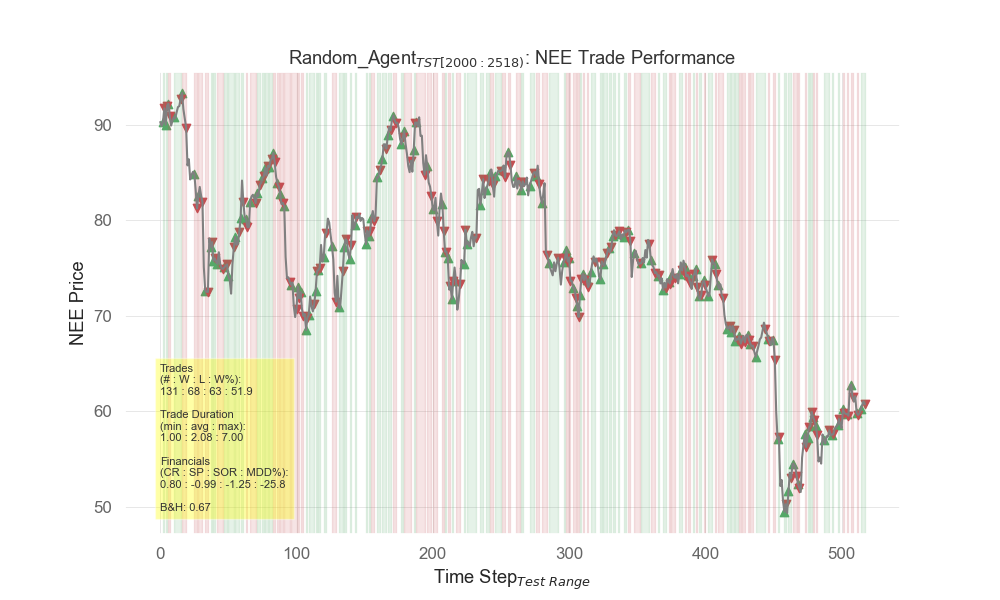 Random_Agent TST[2000 : 2518]: NEE Trade Performance
NEE Price
90
80
70
60
50
Trades
(# : W : L : W%):
131 : 68 : 63 : 51.9
Trade Duration
(min : avg : max):
1.00 : 2.08 : 7.00
Financials
(CR : SP : SOR : MDD%):
0.80 : -0.99 : -1.25 : -25.8
B&H: 0.67
0 100 200 300 400 500
Time Step Test Range